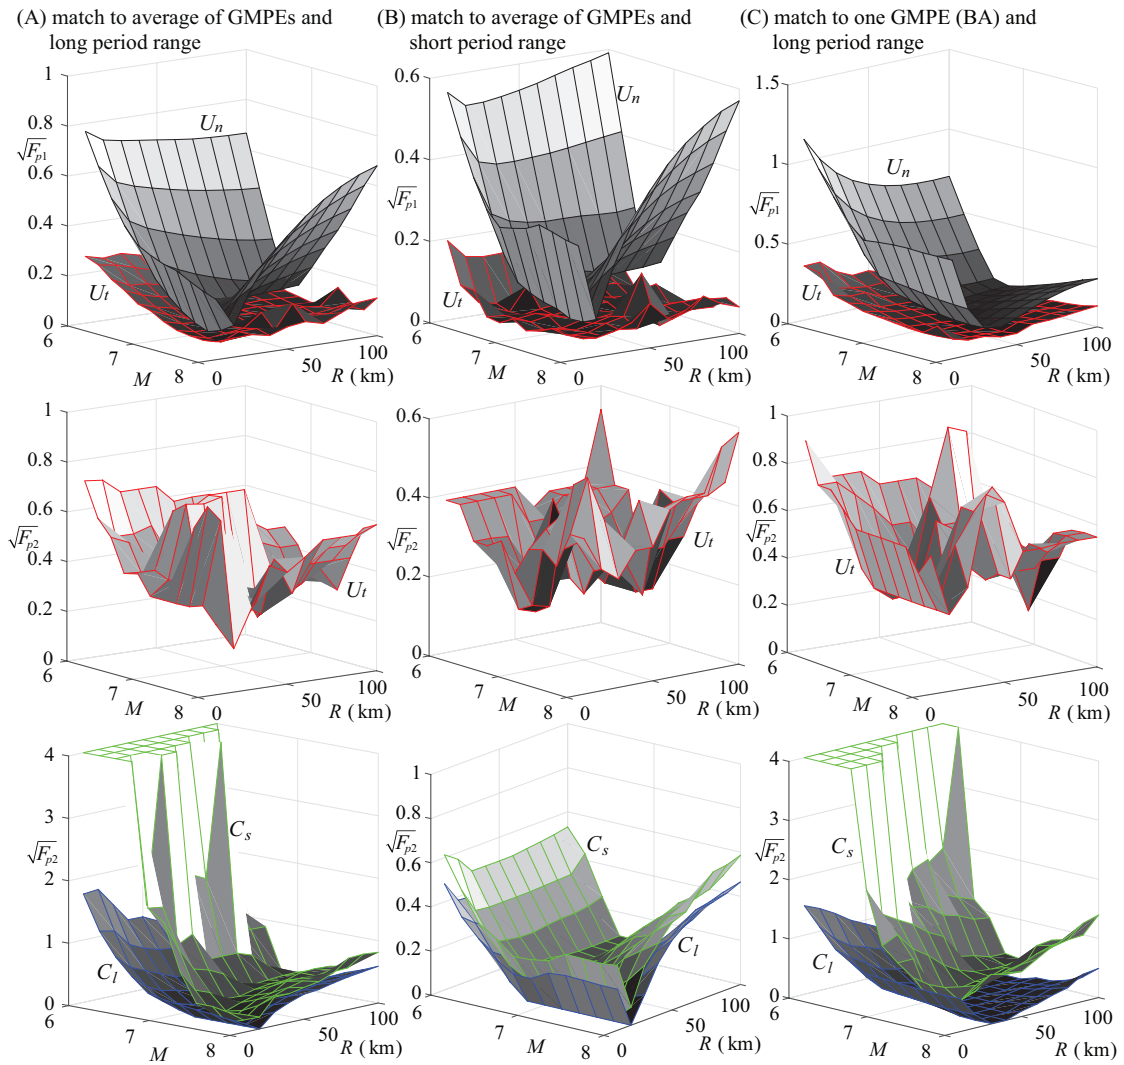 (A) match to average of GMPEs and
long period range
(B) match to average of GMPEs and
short period range
(C) match to one GMPE (BA) and
long period range
1
0.8
√Fp1
0.6
0.4
0.2
0
6
7
M
8
0
50
100
R (km)
Un
Ut
0.6
0.4
√Fp1
0.2
0
6
7
M
8
0
50
100
R (km)
Un
Ut
1.5
1
√Fp1
0.5
0
6
7
M
8
0
50
100
R (km)
Un
Ut
1
0.8
0.6
√Fp2
0.4
0.2
0
6
7
M
8
0
50
100
R (km)
Ut
0.6
0.4
√Fp2
0.2
0
6
7
M
8
0
50
100
R (km)
Ut
1
0.8
0.6
√Fp2
0.4
0.2
0
6
7
M
8
0
50
100
R (km)
Ut
4
3
√Fp2
2
1
0
6
7
M
8
0
50
100
R (km)
Cs
Cl
1
0.8
√Fp2
0.6
0.4
0.2
0
6
7
M
8
0
50
100
R (km)
Cs
Cl
4
3
√Fp2
2
1
0
6
7
M
8
0
50
100
R (km)
Cs
Cl